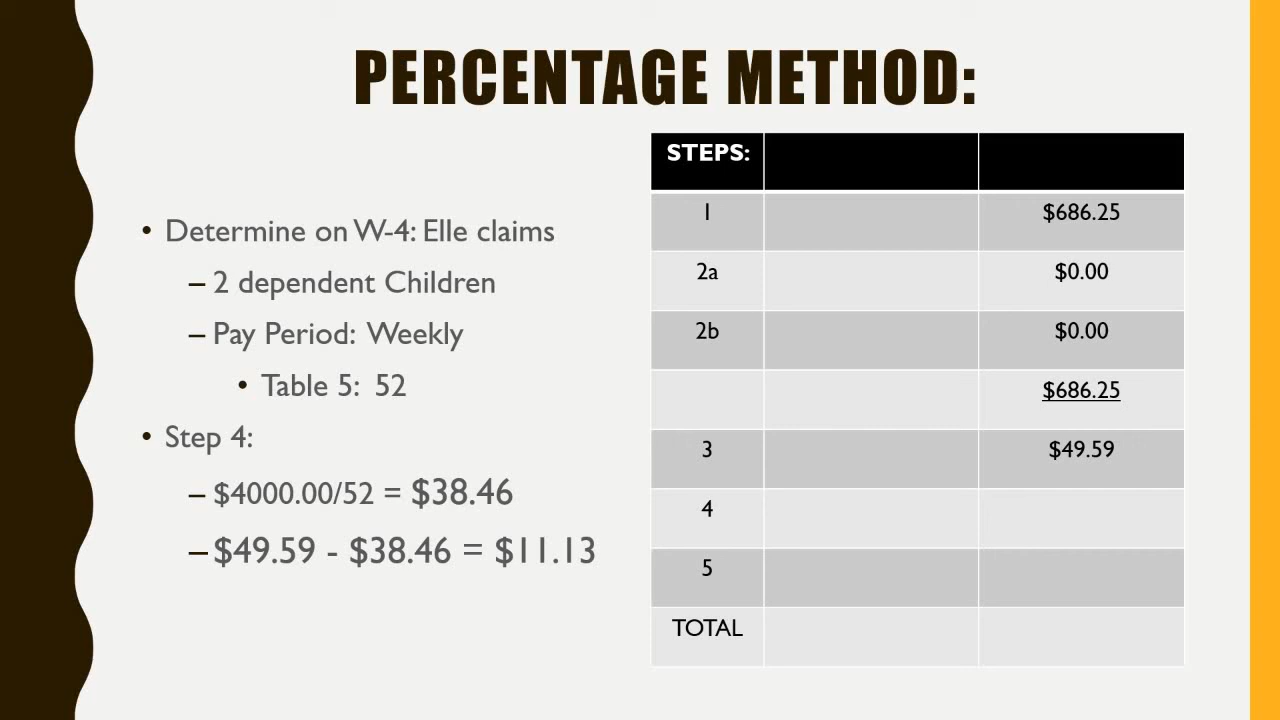 PERCENTAGE METHOD:
• Determine on W-4: Elle claims
– 2 dependent Children
– Pay Period: Weekly
• Table 5: 52
• Step 4:
– $4000.00/52 = $38.46
– $49.59 - $38.46 = $11.13
STEPS:
1 $686.25
2a $0.00
2b $0.00
$686.25
3 $49.59
4
5
TOTAL